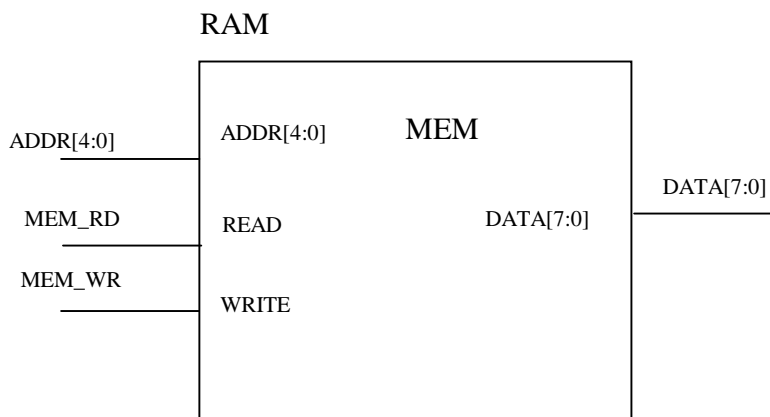 RAM
ADDR[4:0]
ADDR[4:0]
MEM
MEM_RD
READ
DATA[7:0]
DATA[7:0]
MEM_WR
WRITE